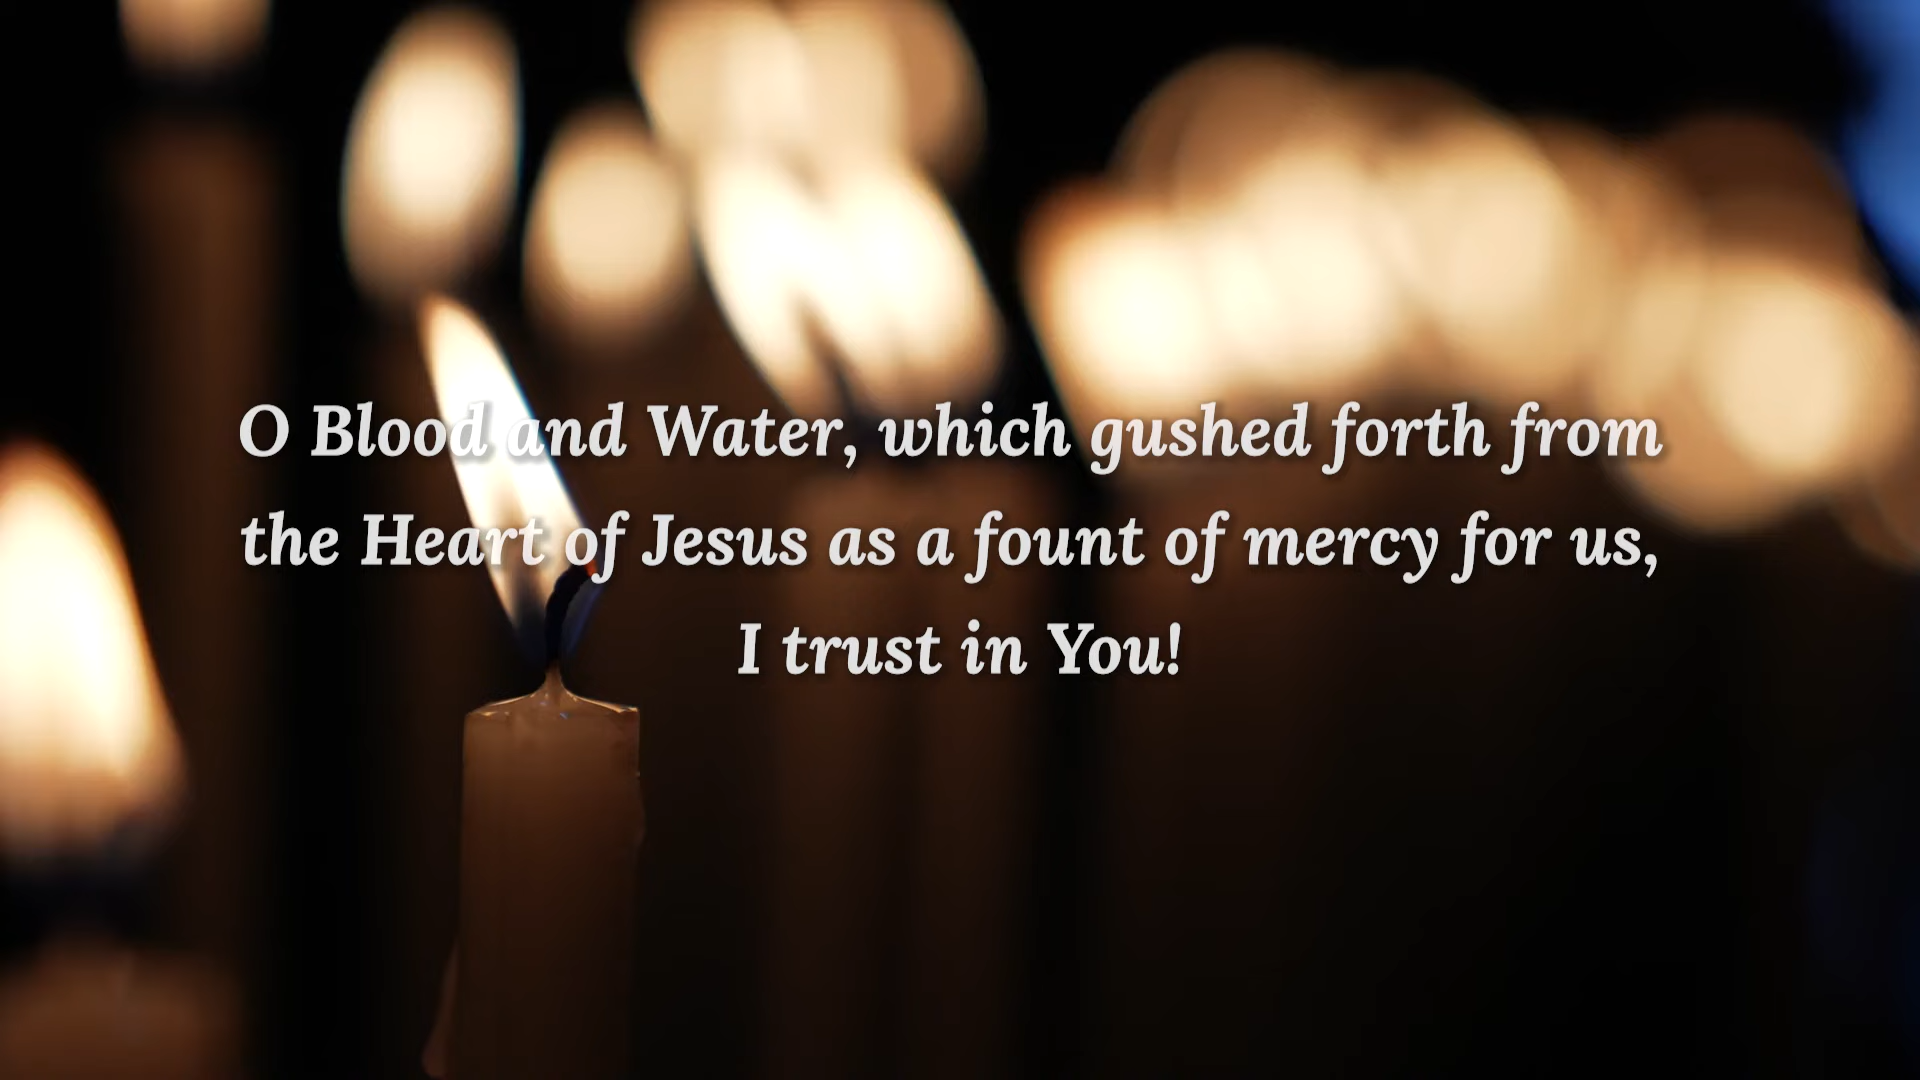 O Blood and Water, which gushed forth from
the Heart of Jesus as a fount of mercy for us,
I trust in You!